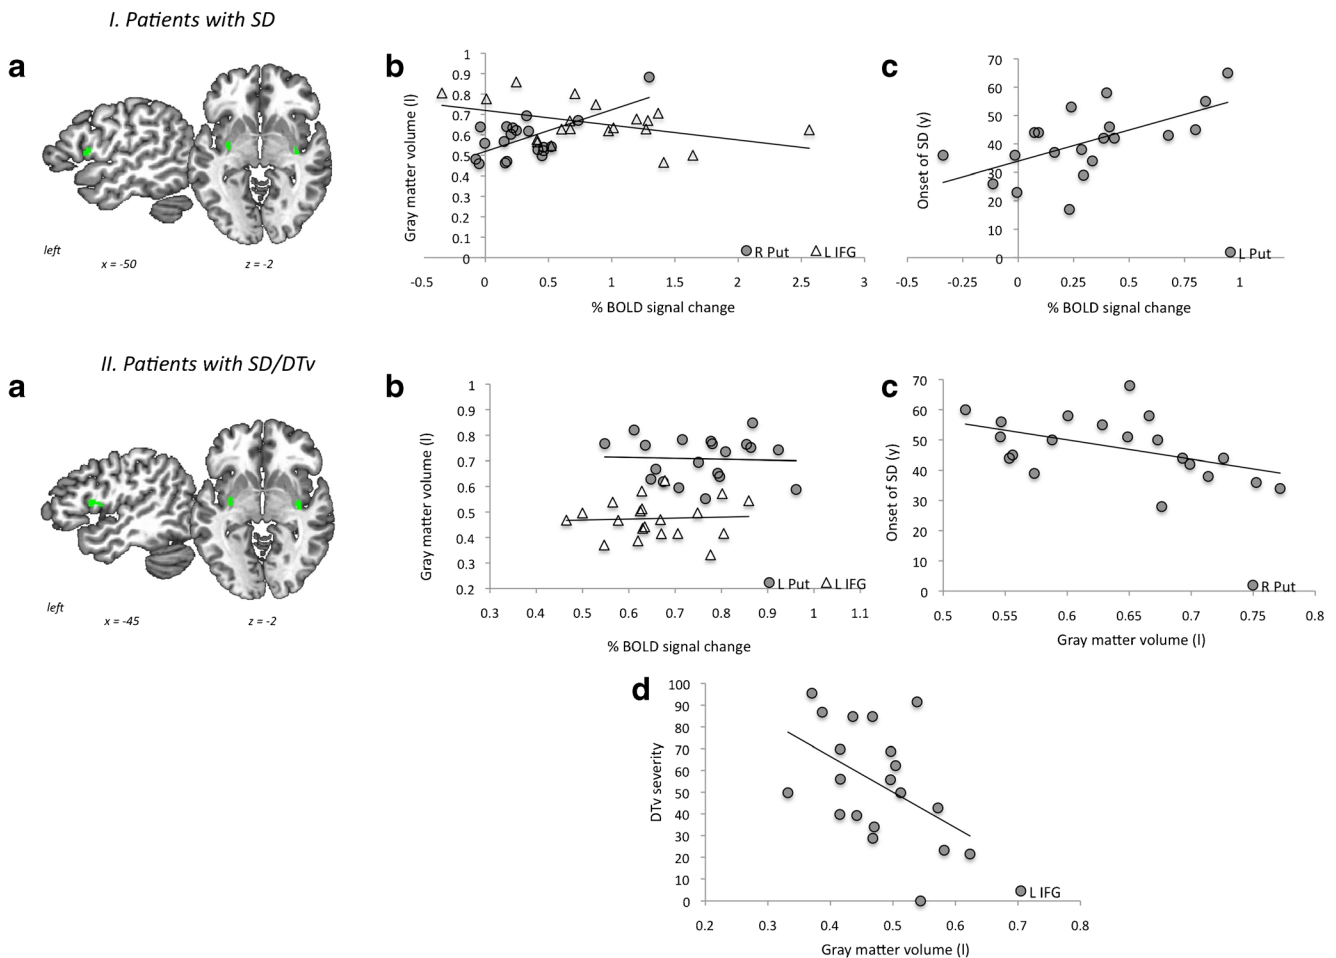 I. Patients with SD
a
left
x = -50
z = -2
b
Gray matter volume (l)
1
0.9
0.8
0.7
0.6
0.5
0.4
0.3
0.2
0.1
0
-0.5 0 0.5 1 1.5 2 2.5 3
R Put L IFG
% BOLD signal change
c
Onset of SD (y)
70
60
50
40
30
20
10
0
-0.5 -0.25 0 0.25 0.5 0.75 1
L Put
% BOLD signal change
II. Patients with SD/DTv
a
left
x = -45
z = -2
b
Gray matter volume (l)
1
0.9
0.8
0.7
0.6
0.5
0.4
0.3
0.2
0.3 0.4 0.5 0.6 0.7 0.8 0.9 1 1.1
L Put L IFG
% BOLD signal change
c
Onset of SD (y)
70
60
50
40
30
20
10
0
0.5 0.55 0.6 0.65 0.7 0.75 0.8
R Put
Gray matter volume (l)
d
DTv severity
100
90
80
70
60
50
40
30
20
10
0
0.2 0.3 0.4 0.5 0.6 0.7 0.8
L IFG
Gray matter volume (l)